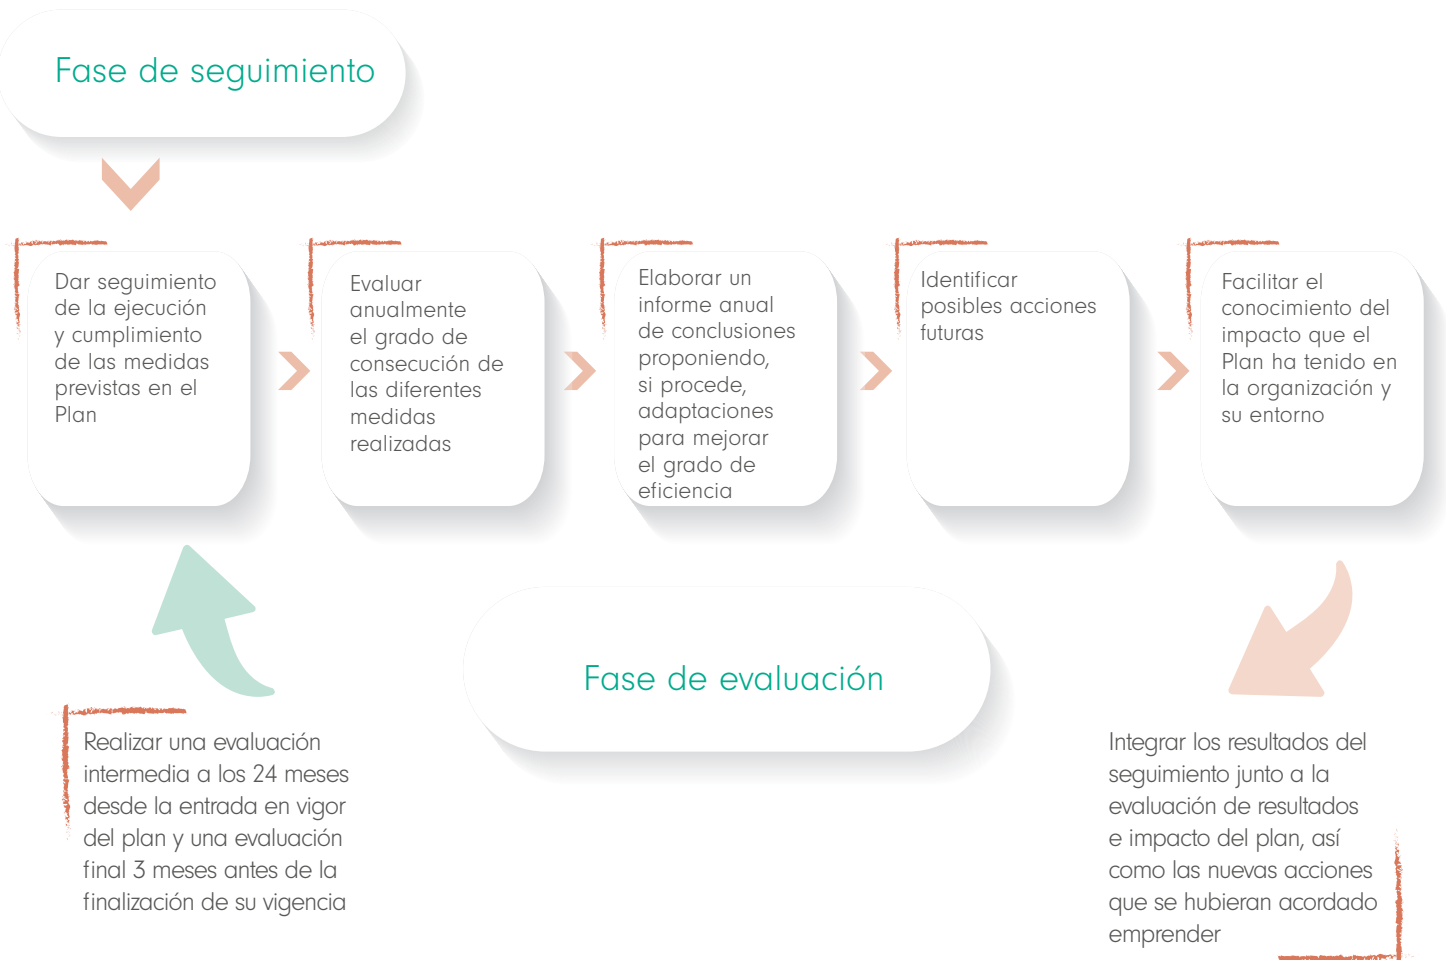 Fase de seguimiento
Dar seguimiento
de la ejecución
y cumplimiento
de las medidas
previstas en el
Plan
Evaluar
anualmente
el grado de
consecución de
las diferentes
medidas
realizadas
Elaborar un
informe anual
de conclusiones
proponiendo,
si procede,
adaptaciones
para mejorar
el grado de
eficiencia
Identificar
posibles acciones
futuras
Facilitar el
conocimiento del
impacto que el
Plan ha tenido en
la organización y
su entorno
Fase de evaluación
Realizar una evaluación
intermedia a los 24 meses
desde la entrada en vigor
del plan y una evaluación
final 3 meses antes de la
finalización de su vigencia
Integrar los resultados del
seguimiento junto a la
evaluación de resultados
e impacto del plan, así
como las nuevas acciones
que se hubieran acordado
emprender